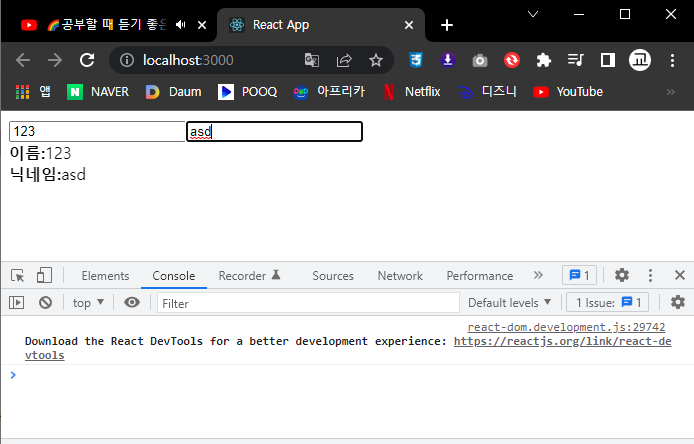 🌈공부할 때 듣기 좋은
React App
localhost:3000
교
앱
NAVER
Daum
POOQ
아프리카
Netflix
디즈니
YouTube
»
123
asd
이름:123
닉네임:asd
Elements
Console
Recorder
Sources
Network
Performance
»
1
top ▼
Filter
Default levels ▼
1 Issue: 1
react-dom.development.js:29742
Download the React DevTools for a better development experience: https://reactjs.org/link/react-de
vtools